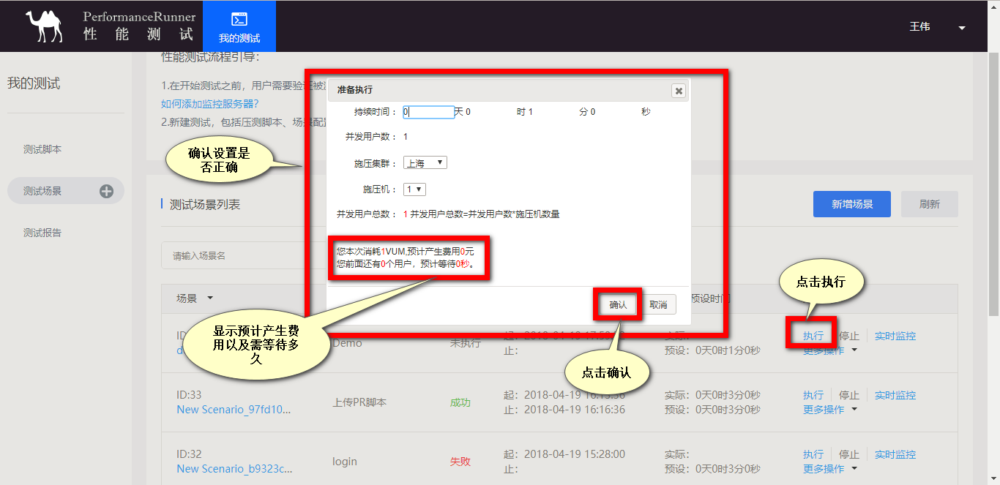 PerformanceRunner
性 能 测 试
我的测试
王伟
我的测试
测试脚本
测试场景
测试报告
性能测试流程引导：
1.在开始测试之前，用户需要验证被
如何添加监控服务器？
2.新建测试，包括压测脚本、场景配置
确认设置是
否正确
准备执行
持续时间： 0 天 0 时 1 分 0 秒
并发用户数： 1
施压集群： 上海
施压机： 1
并发用户总数： 1 并发用户总数=并发用户数*施压机数量
您本次消耗1VUM,预计产生费用0元
您前面还有0个用户，预计等待0秒。
确认 取消
测试场景列表
新增场景 刷新
请输入场景名
点击执行
场景 预设时间
显示预计产生费
用以及需等待多
久
点击确认
Demo 未执行
执行 停止 实时监控
预设：0天0时1分0秒
更多操作
ID:33 上传PR脚本 成功
New Scenario_97fd10...
起：2018-04-19 16:13:36
止：2018-04-19 16:16:36
实际：0天0时3分0秒
预设：0天0时3分0秒
执行 停止 实时监控
更多操作
ID:32 login 失败
New Scenario_b9323c...
起：2018-04-19 15:28:00
止：
实际：
预设：0天0时3分0秒
执行 停止 实时监控
更多操作